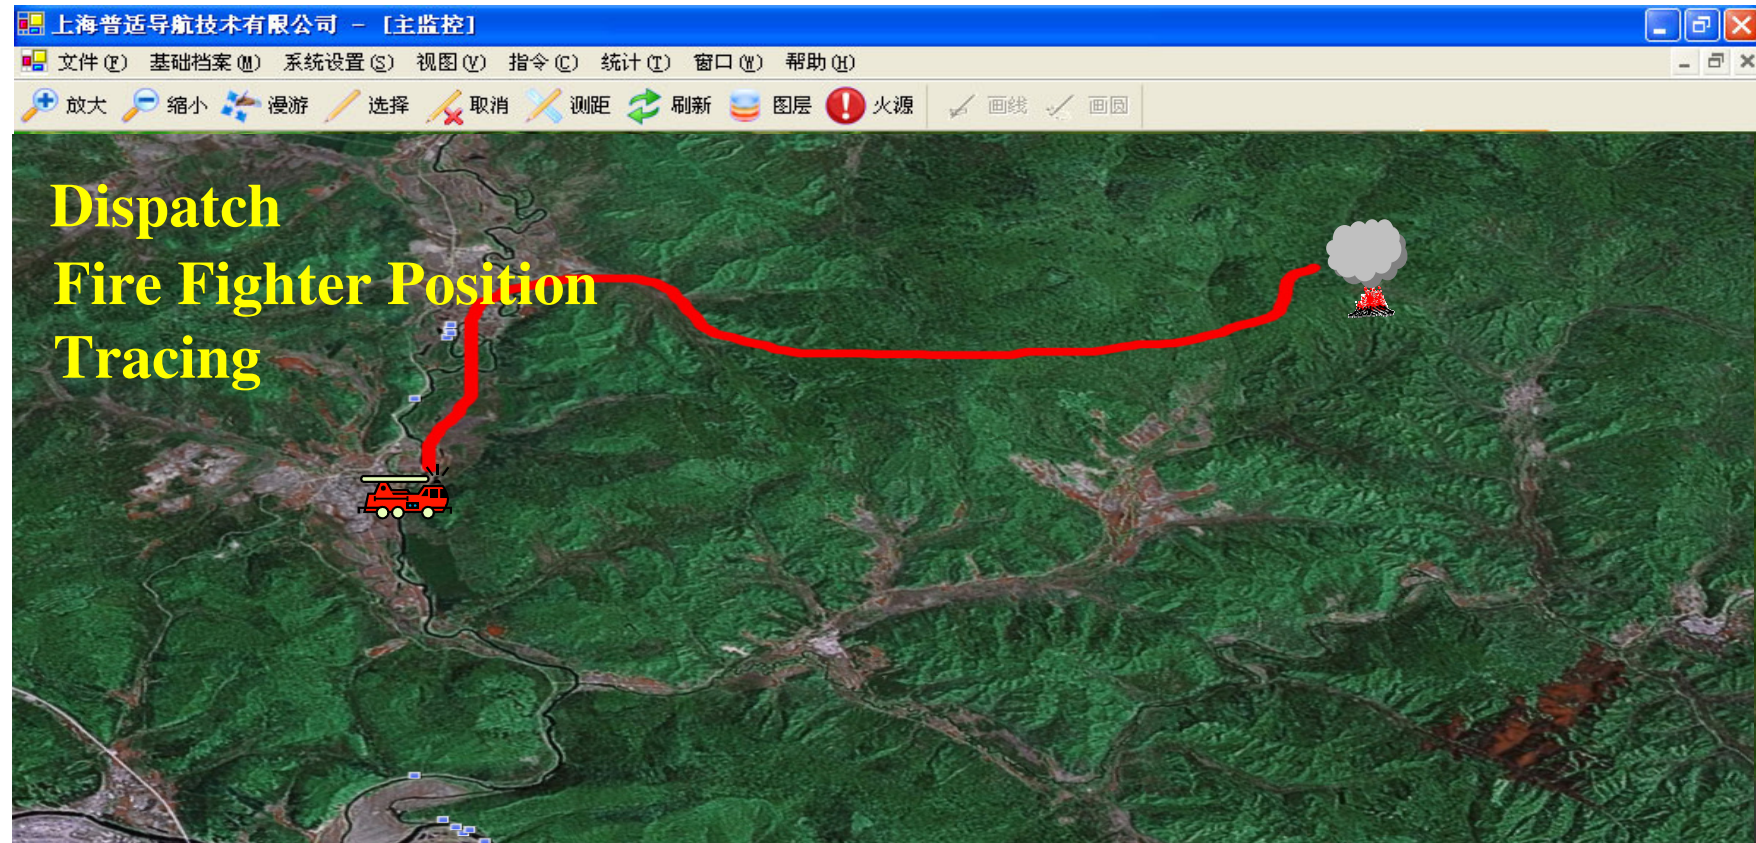 上海普适导航技术有限公司 - [主监控]
文件(F) 基础档案(M) 系统设置(S) 视图(V) 指令(C) 统计(T) 窗口(W) 帮助(H)
放大 缩小 漫游 选择 取消 测距 刷新 图层 火源 画线 画圆
Dispatch
Fire Fighter Position
Tracing